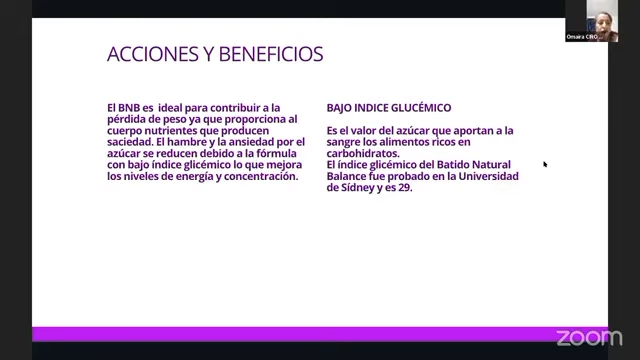 ACCIONES Y BENEFICIOS
El BNB es ideal para contribuir a la
pérdida de peso ya que proporciona al
cuerpo nutrientes que producen
saciedad. El hambre y la ansiedad por el
azúcar se reducen debido a la fórmula
con bajo índice glicémico lo que mejora
los niveles de energía y concentración.
BAJO INDICE GLUCÉMICO
Es el valor del azúcar que aportan a la
sangre los alimentos ricos en
carbohidratos.
El índice glicémico del Batido Natural
Balance fue probado en la Universidad
de Sídney y es 29.
Omaira
zoom